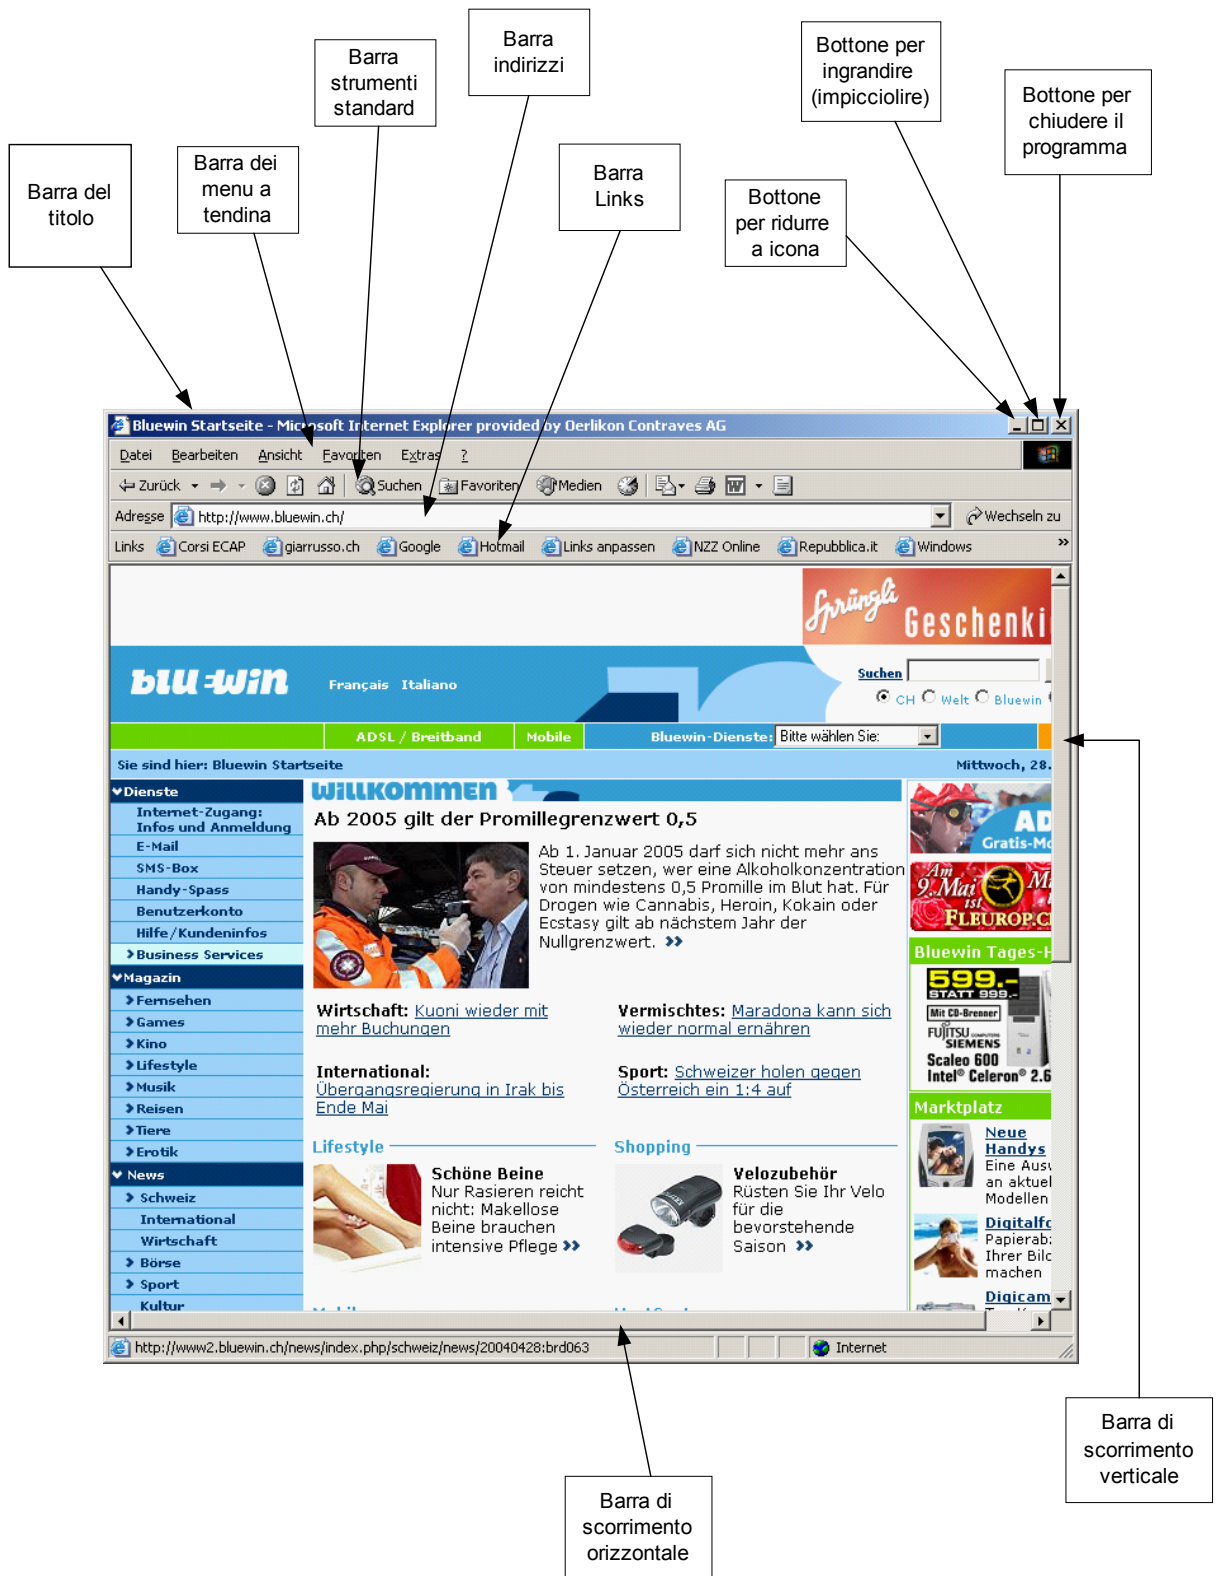 Barra
indirizzi
Barra
strumenti
standard
Bottone per
ingrandire
(impicciolire)
Bottone per
chiudere il
programma
Barra del
titolo
Barra dei
menu a
tendina
Barra
Links
Bottone
per ridurre
a icona
Bluewin Startseite - Microsoft Internet Explorer provided by Oerlikon Contraves AG
Datei Bearbeiten Ansicht Favoriten Extras ?
Zurück Suchen Favoriten Medien
Adresse http://www.bluewin.ch/ Wechseln zu
Links Corsi ECAP giarrusso.ch Google Hotmail Links anpassen NZZ Online Repubblica.it Windows »
Sprüngli
Geschenki
bluewin Français Italiano
Suchen
CH Welt Bluewin
ADSL / Breitband Mobile Bluewin-Dienste: Bitte wählen Sie:
Sie sind hier: Bluewin Startseite Mittwoch, 28.
Dienste
Internet-Zugang:
Infos und Anmeldung
E-Mail
SMS-Box
Handy-Spass
Benutzerkonto
Hilfe/Kundeninfos
Business Services
Magazin
Fernsehen
Games
Kino
Lifestyle
Musik
Reisen
Tiere
Erotik
News
Schweiz
International
Wirtschaft
Börse
Sport
Kultur
WILLKOMMEN
Ab 2005 gilt der Promillegrenzwert 0,5
Ab 1. Januar 2005 darf sich nicht mehr ans
Steuer setzen, wer eine Alkoholkonzentration
von mindestens 0,5 Promille im Blut hat. Für
Drogen wie Cannabis, Heroin, Kokain oder
Ecstasy gilt ab nächstem Jahr der
Nullgrenzwert. »
Wirtschaft: Kuoni wieder mit
mehr Buchungen
Vermischtes: Maradona kann sich
wieder normal ernähren
International:
Übergangsregierung in Irak bis
Ende Mai
Sport: Schweizer holen gegen
Österreich ein 1:4 auf
Lifestyle
Schöne Beine
Nur Rasieren reicht
nicht: Makellose
Beine brauchen
intensive Pflege »
Shopping
Velozubehör
Rüsten Sie Ihr Velo
für die
bevorstehende
Saison »
AD
Gratis-Mo
Am
9. Mai
ist
FLEUROP.C
Bluewin Tages-H
599.-
STATT 999.-
Mit CD-Brenner
FUJITSU COMPUTERS
SIEMENS
Scaleo 600
Intel® Celeron® 2.6
Marktplatz
Neue
Handys
Eine Ausw
an aktuel
Modellen
Digitalfo
Papierabz
Ihrer Bild
machen
Digicam
http://www2.bluewin.ch/news/index.php/schweiz/news/20040428:brd063 Internet
Barra di
scorrimento
verticale
Barra di
scorrimento
orizzontale